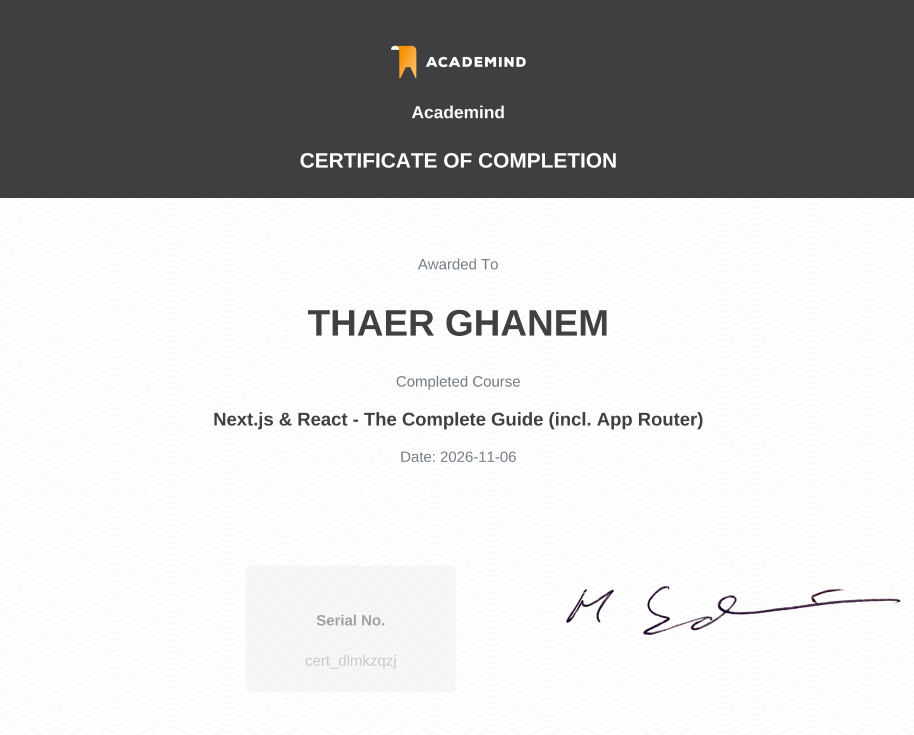 ACADEMIND
Academind
CERTIFICATE OF COMPLETION
Awarded To
THAER GHANEM
Completed Course
Next.js & React - The Complete Guide (incl. App Router)
Date: 2026-11-06
Serial No.
cert_dlmkzqzj